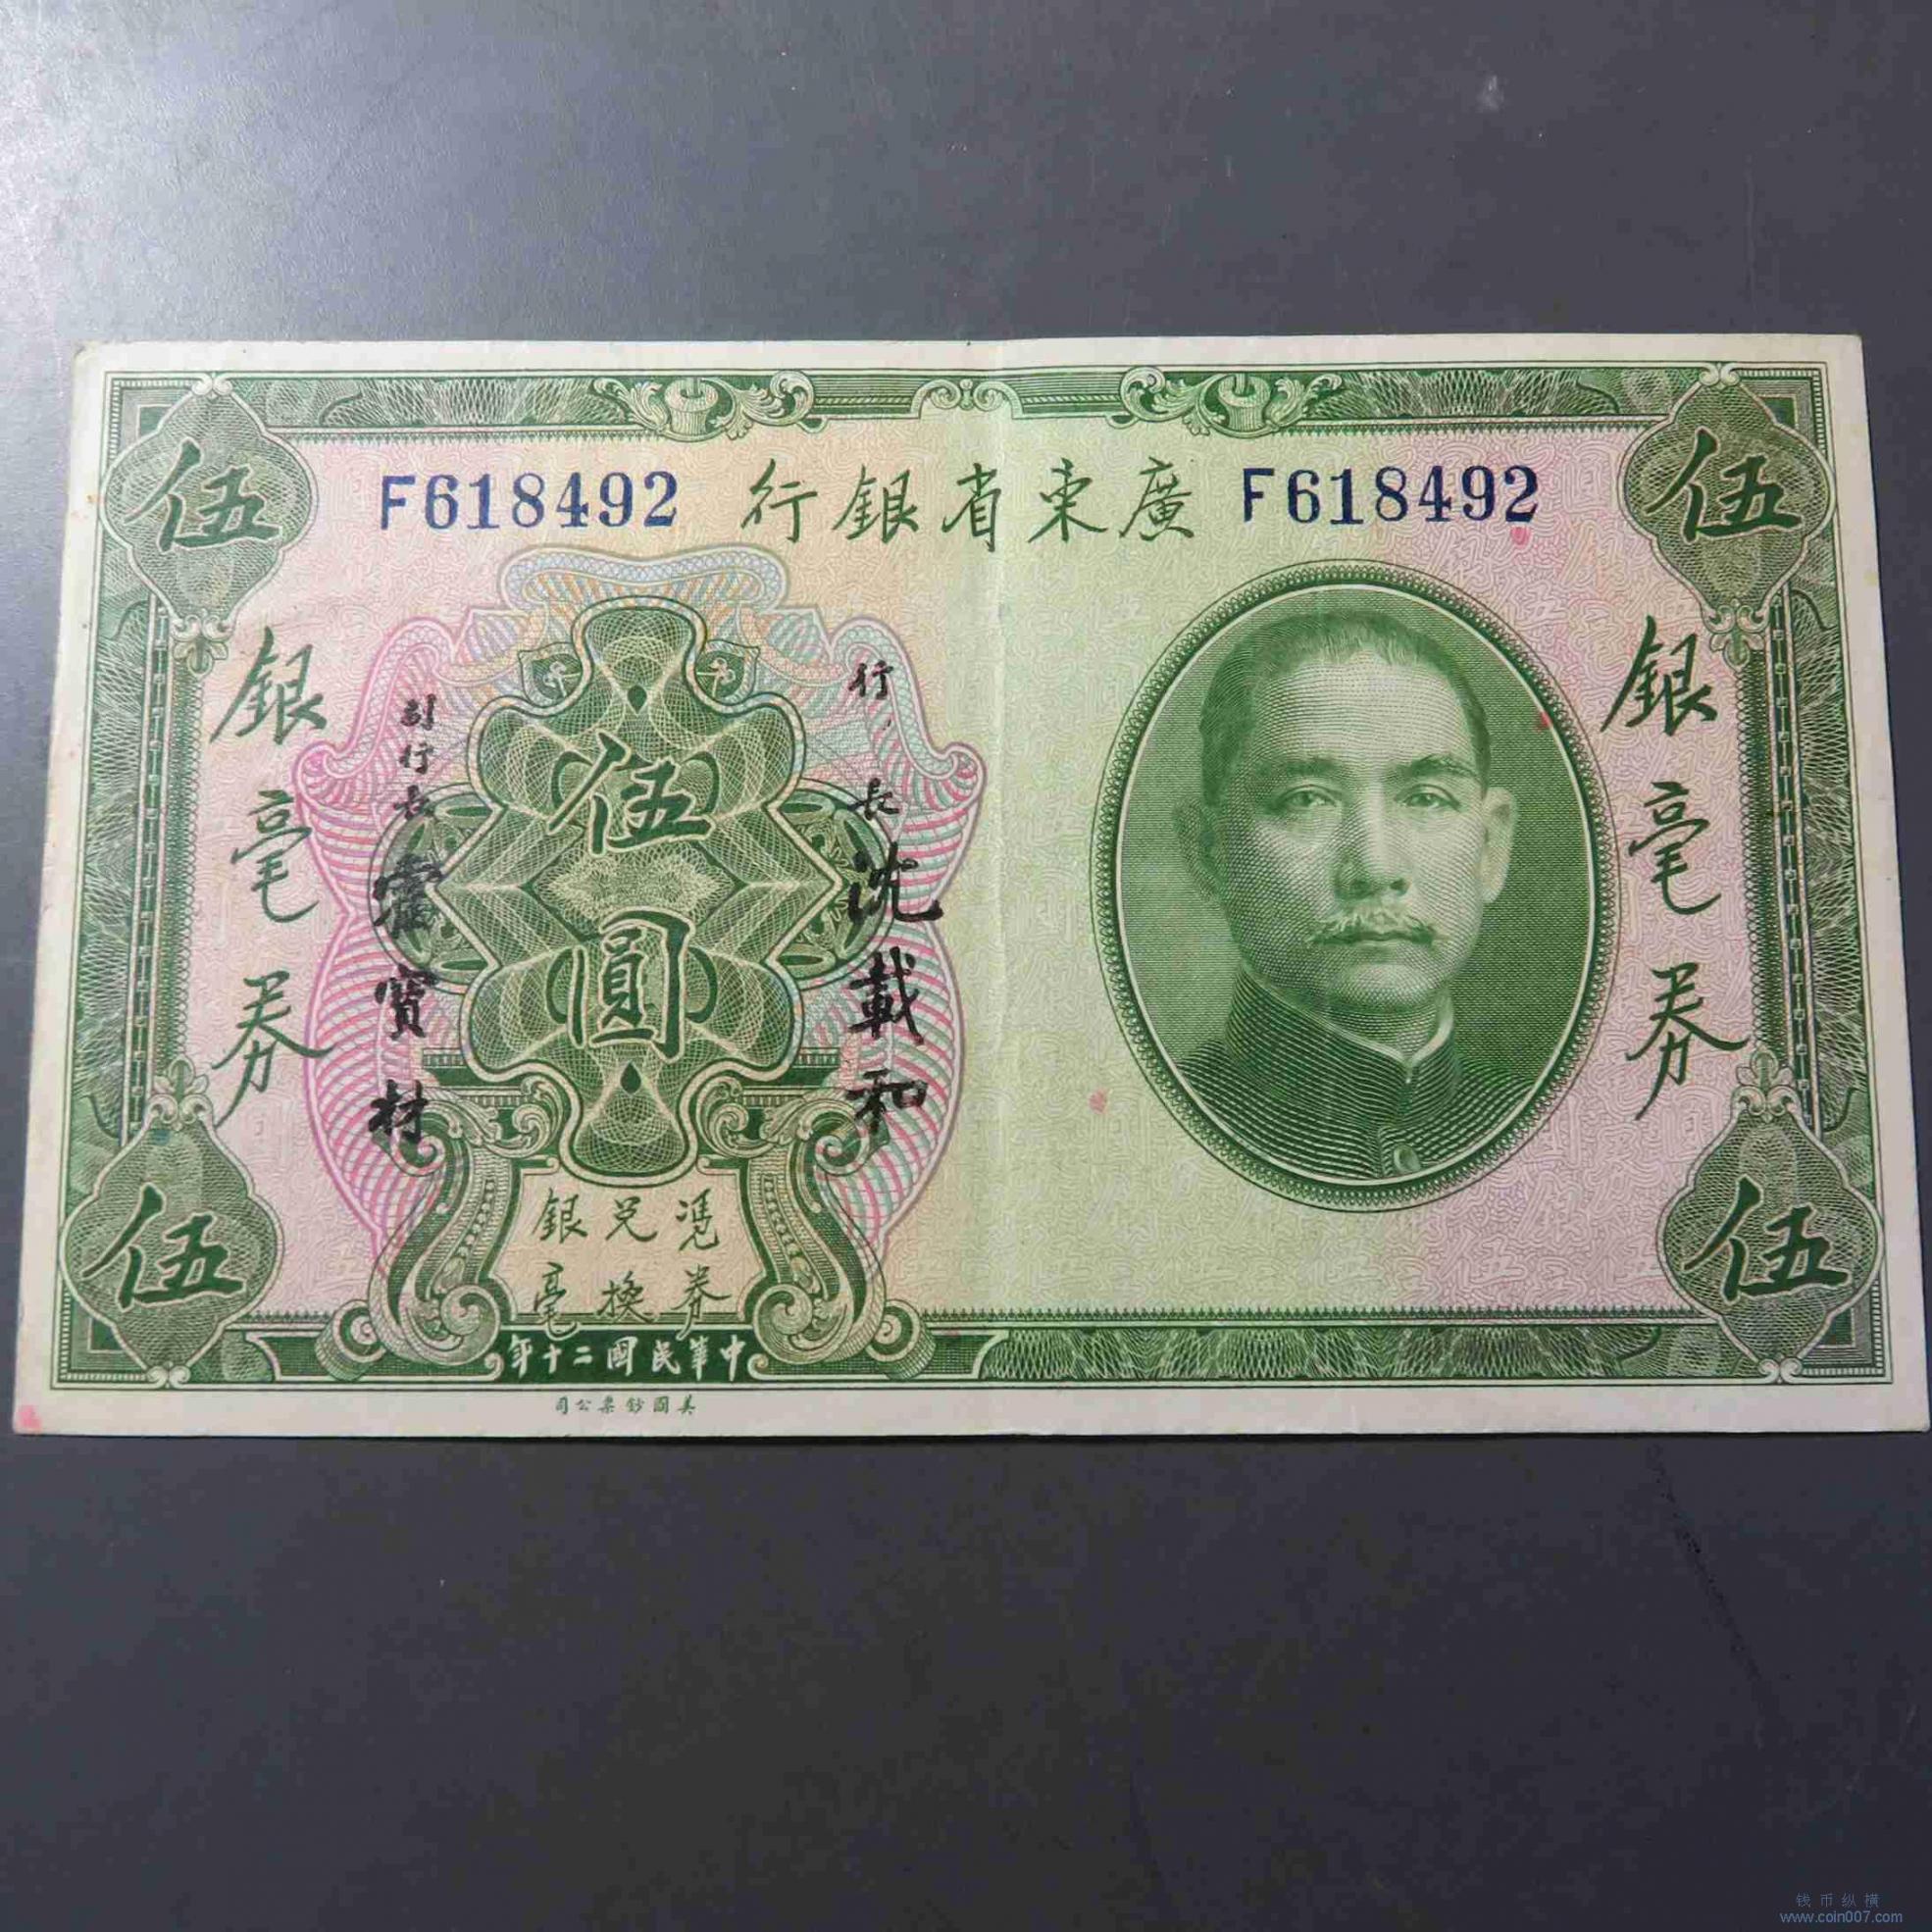 伍
伍
F618492
廣東省銀行
F618492
銀毫券
銀毫券
行長沈載和
副行長霍寶材
伍圓
憑券
兑換
銀毫
伍
伍
中華民國二十年
美國鈔票公司
钱币纵横
www.coin007.com